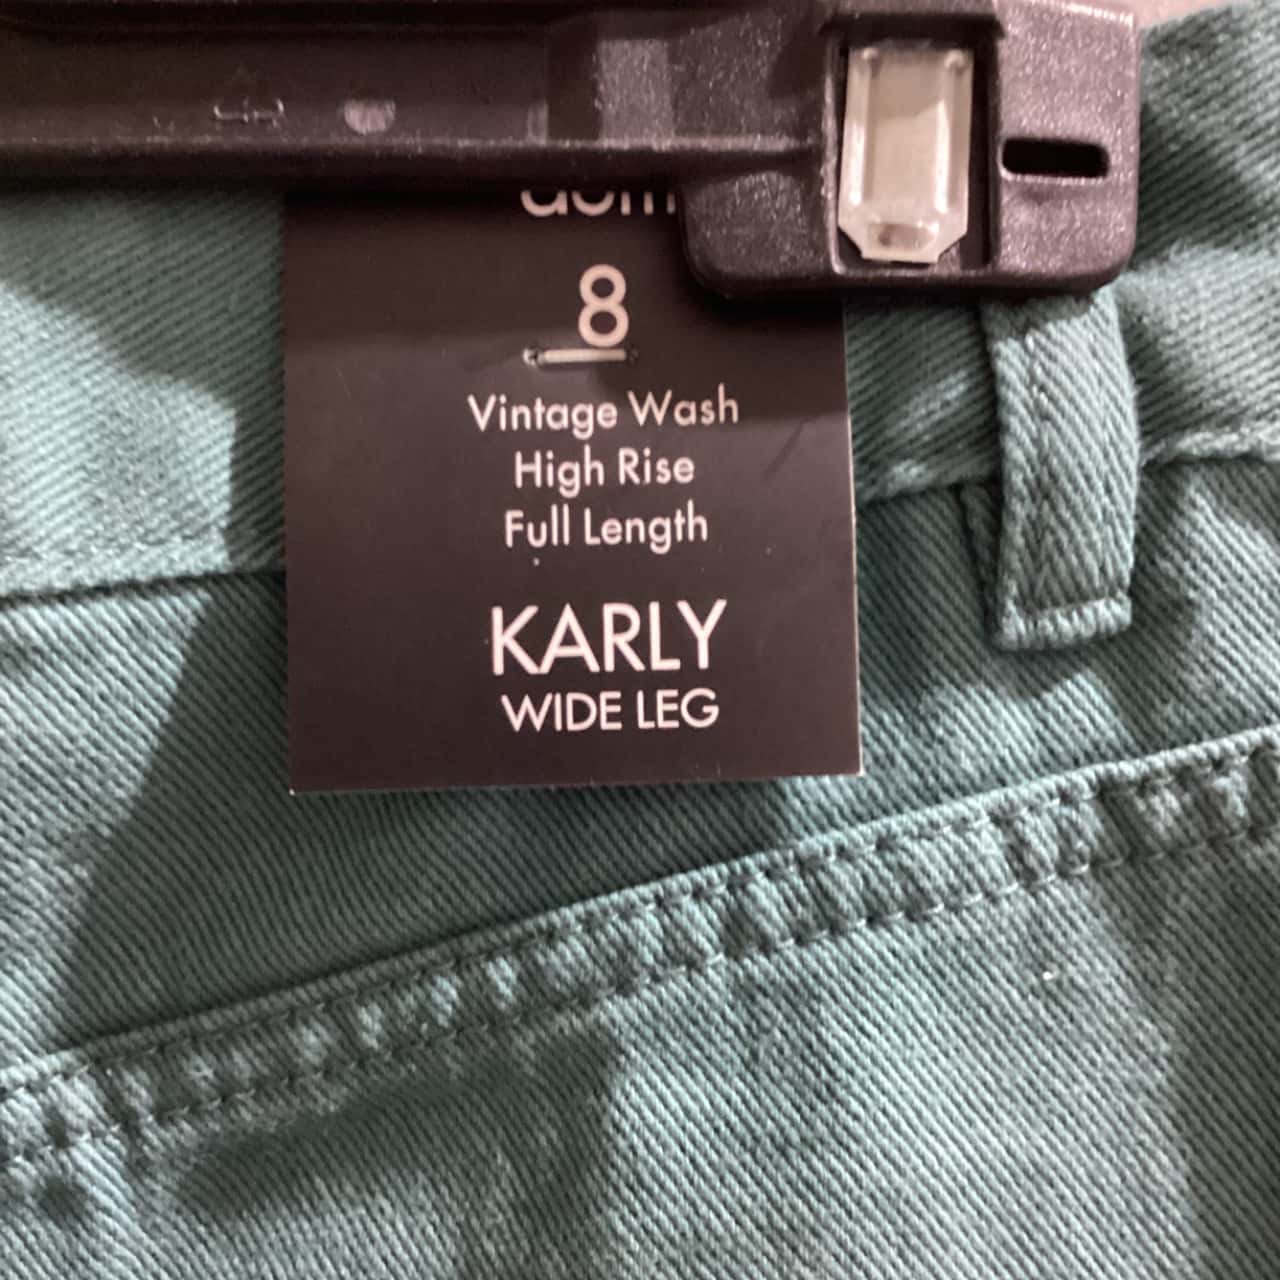 8
Vintage Wash
High Rise
Full Length
KARLY
WIDE LEG